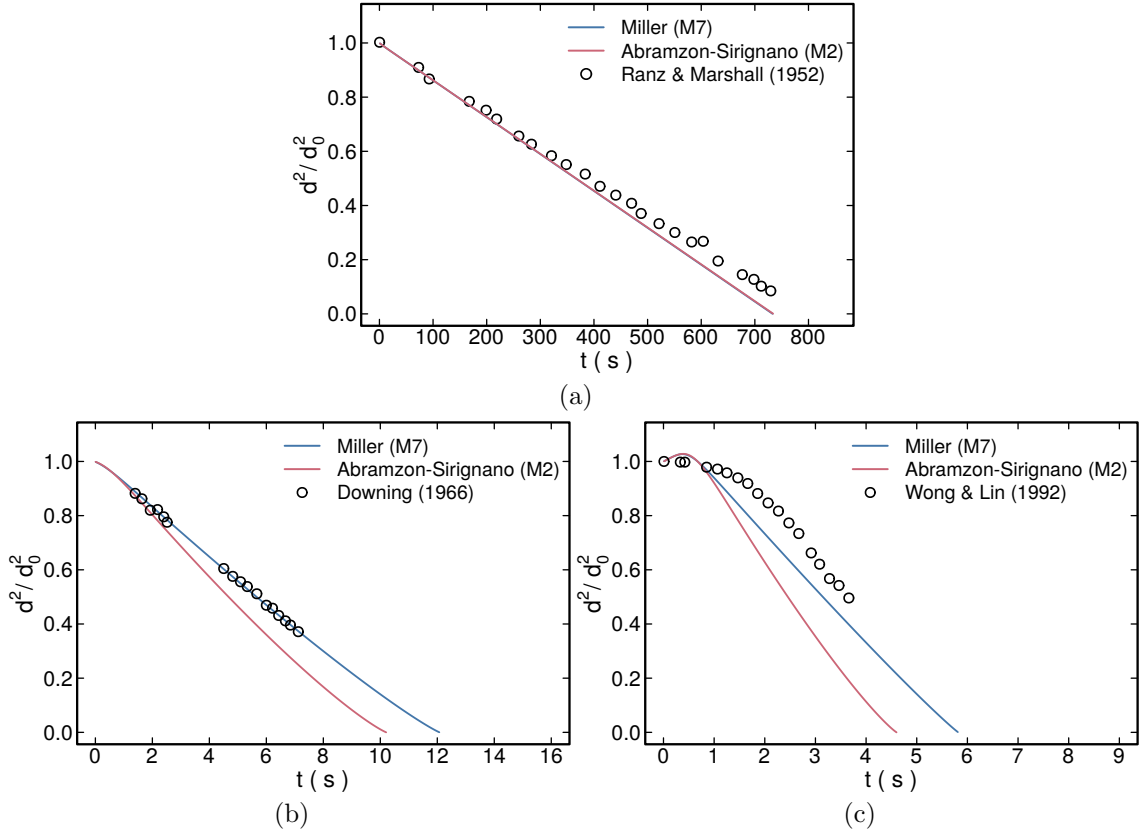 Miller (M7)
Abramzon-Sirignano (M2)
Ranz & Marshall (1952)
1.0
0.8
0.6
0.4
0.2
0.0
d²/ d₀²
0 100 200 300 400 500 600 700 800
t ( s )
(a)
Miller (M7)
Abramzon-Sirignano (M2)
Downing (1966)
1.0
0.8
0.6
0.4
0.2
0.0
d²/ d₀²
0 2 4 6 8 10 12 14 16
t ( s )
(b)
Miller (M7)
Abramzon-Sirignano (M2)
Wong & Lin (1992)
1.0
0.8
0.6
0.4
0.2
0.0
d²/ d₀²
0 1 2 3 4 5 6 7 8 9
t ( s )
(c)